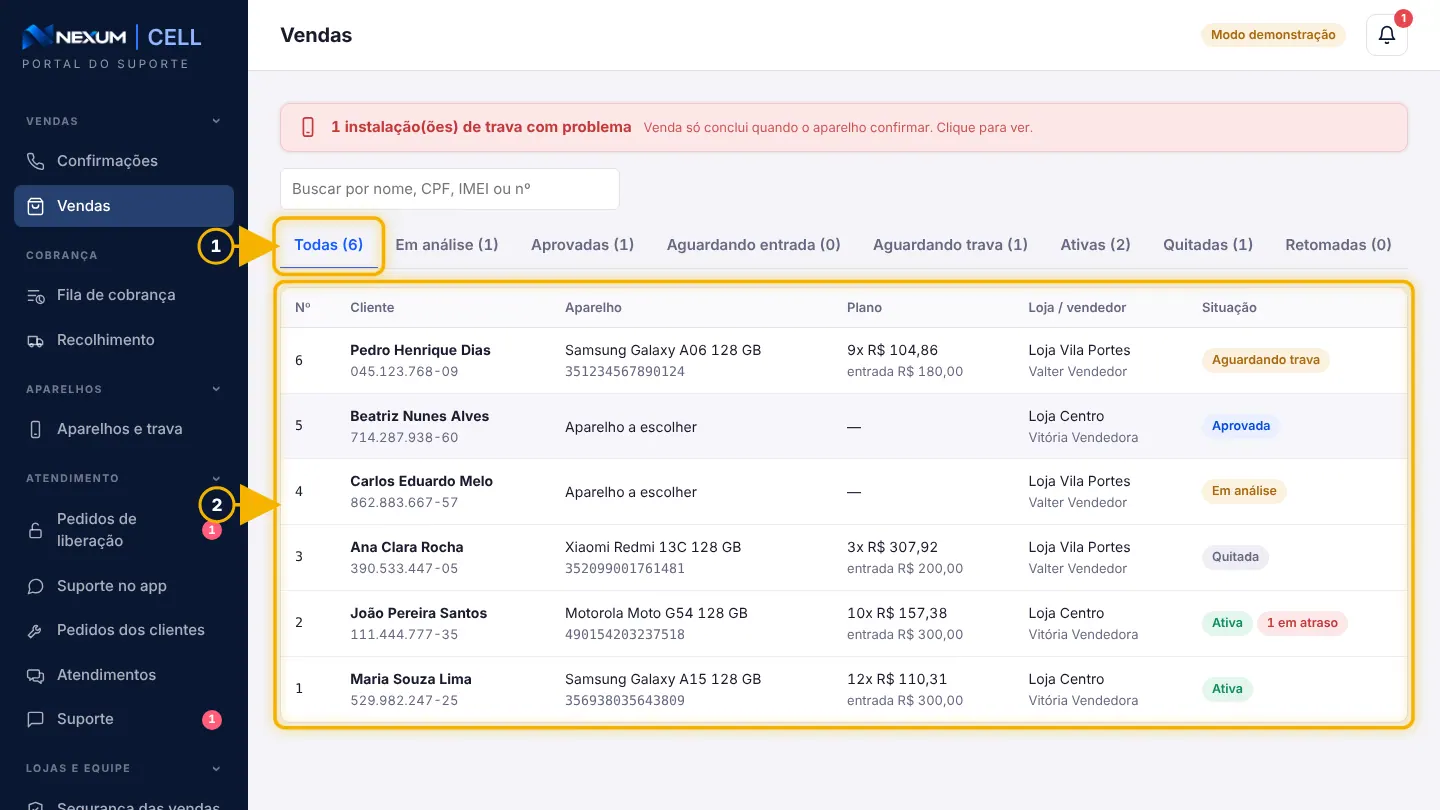 NEXUM | CELL
PORTAL DO SUPORTE
VENDAS
Confirmações
Vendas
COBRANÇA
Fila de cobrança
Recolhimento
APARELHOS
Aparelhos e trava
ATENDIMENTO
Pedidos de
liberação
1
Suporte no app
Pedidos dos clientes
Atendimentos
Suporte 1
LOJAS E EQUIPE
Segurança das vendas
Vendas
Modo demonstração
1
1 instalação(ões) de trava com problema Venda só conclui quando o aparelho confirmar. Clique para ver.
Buscar por nome, CPF, IMEI ou nº
1
Todas (6) Em análise (1) Aprovadas (1) Aguardando entrada (0) Aguardando trava (1) Ativas (2) Quitadas (1) Retomadas (0)
2
Nº Cliente Aparelho Plano Loja / vendedor Situação
6 Pedro Henrique Dias Samsung Galaxy A06 128 GB 9x R$ 104,86 Loja Vila Portes Aguardando trava
045.123.768-09 351234567890124 entrada R$ 180,00 Valter Vendedor
5 Beatriz Nunes Alves Aparelho a escolher — Loja Centro Aprovada
714.287.938-60 Vitória Vendedora
4 Carlos Eduardo Melo Aparelho a escolher — Loja Vila Portes Em análise
862.883.667-57 Valter Vendedor
3 Ana Clara Rocha Xiaomi Redmi 13C 128 GB 3x R$ 307,92 Loja Vila Portes Quitada
390.533.447-05 352099001761481 entrada R$ 200,00 Valter Vendedor
2 João Pereira Santos Motorola Moto G54 128 GB 10x R$ 157,38 Loja Centro Ativa 1 em atraso
111.444.777-35 490154203237518 entrada R$ 300,00 Vitória Vendedora
1 Maria Souza Lima Samsung Galaxy A15 128 GB 12x R$ 110,31 Loja Centro Ativa
529.982.247-25 356938035643809 entrada R$ 300,00 Vitória Vendedora